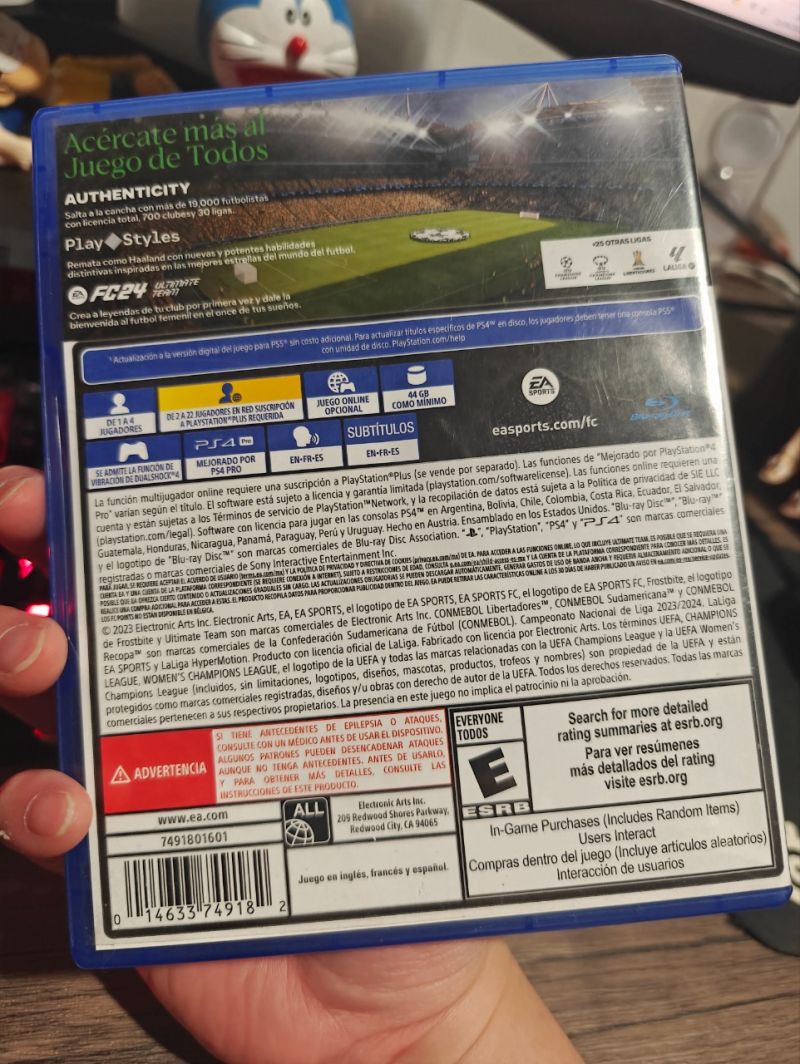 Acércate más al
Juego de Todos
AUTHENTICITY
Salta a la cancha con más de 19,000 futbolistas
con licencia total, 700 clubes y 30 ligas.
Play Styles
Remata como Haaland con nuevas y potentes habilidades
distintivas inspiradas en las mejores estrellas del mundo del futbol.
EA FC24 ULTIMATE
TEAM
Crea a leyendas de tu club por primera vez y dale la
bienvenida al futbol femenil en el once de tus sueños.
+25 OTRAS LIGAS
LIBERTADORES
LALIGA
¹ Actualización a la versión digital del juego para PS5® sin costo adicional. Para actualizar títulos específicos de PS4™ en disco, los jugadores deben tener una consola PS5®
con unidad de disco. PlayStation.com/help
DE 1 A 4
JUGADORES
DE 2 A 22 JUGADORES EN RED SUSCRIPCIÓN
A PLAYSTATION®PLUS REQUERIDA
JUEGO ONLINE
OPCIONAL
44 GB
COMO MÍNIMO
EA
SPORTS
easports.com/fc
SE ADMITE LA FUNCIÓN DE
VIBRACIÓN DE DUALSHOCK®4
PS4 Pro
MEJORADO POR
PS4 PRO
EN•FR•ES
SUBTÍTULOS
EN•FR•ES
La función multijugador online requiere una suscripción a PlayStation®Plus (se vende por separado). Las funciones de "Mejorado por PlayStation®4
Pro" varían según el título. El software está sujeto a licencia y garantía limitada (playstation.com/softwarelicense). Las funciones online requieren una
cuenta y están sujetas a los Términos de servicio de PlayStation™Network, y la recopilación de datos está sujeta a la Política de privacidad de SIE LLC
(playstation.com/legal). Software con licencia para jugar en las consolas PS4™ en Argentina, Bolivia, Chile, Colombia, Costa Rica, Ecuador, El Salvador,
Guatemala, Honduras, Nicaragua, Panamá, Paraguay, Perú y Uruguay. Hecho en Austria. Ensamblado en los Estados Unidos. "Blu-ray Disc™", "Blu-ray™"
y el logotipo de "Blu-ray Disc™" son marcas comerciales de Blu-ray Disc Association. "PlayStation", "PS4" y "PS4" son marcas comerciales
registradas o marcas comerciales de Sony Interactive Entertainment Inc.
LOS FC POINTS NO ESTÁN DISPONIBLES EN BÉLGICA.
© 2023 Electronic Arts Inc. Electronic Arts, EA, EA SPORTS, el logotipo de EA SPORTS, EA SPORTS FC, el logotipo de EA SPORTS FC, Frostbite, el logotipo
de Frostbite y Ultimate Team son marcas comerciales de Electronic Arts Inc. CONMEBOL Libertadores™, CONMEBOL Sudamericana™ y CONMEBOL
Recopa™ son marcas comerciales de la Confederación Sudamericana de Fútbol (CONMEBOL). Campeonato Nacional de Liga 2023/2024. LaLiga
EA SPORTS y LaLiga HyperMotion. Producto con licencia oficial de LaLiga. Fabricado con licencia por Electronic Arts. Los términos UEFA, CHAMPIONS
LEAGUE, WOMEN'S CHAMPIONS LEAGUE, el logotipo de la UEFA y todas las marcas relacionadas con la UEFA Champions League y la UEFA Women's
Champions League (incluidos, sin limitaciones, logotipos, diseños, mascotas, productos, trofeos y nombres) son propiedad de la UEFA y están
protegidos como marcas comerciales registradas, diseños y/u obras con derecho de autor de la UEFA. Todos los derechos reservados. Todas las marcas
comerciales pertenecen a sus respectivos propietarios. La presencia en este juego no implica el patrocinio ni la aprobación.
ADVERTENCIA
SI TIENE ANTECEDENTES DE EPILEPSIA O ATAQUES,
CONSULTE CON UN MÉDICO ANTES DE USAR EL DISPOSITIVO.
ALGUNOS PATRONES PUEDEN DESENCADENAR ATAQUES
AUNQUE NO TENGA ANTECEDENTES. ANTES DE USARLO,
Y PARA OBTENER MÁS DETALLES, CONSULTE LAS
INSTRUCCIONES DE ESTE PRODUCTO.
EVERYONE
TODOS
E
ESRB
Search for more detailed
rating summaries at esrb.org
Para ver resúmenes
más detallados del rating
visite esrb.org
In-Game Purchases (Includes Random Items)
Users Interact
Compras dentro del juego (Incluye artículos aleatorios)
Interacción de usuarios
www.ea.com
7491801601
ALL
Electronic Arts Inc.
209 Redwood Shores Parkway,
Redwood City, CA 94065
Juego en inglés, francés y español.
0 14633 74918 2